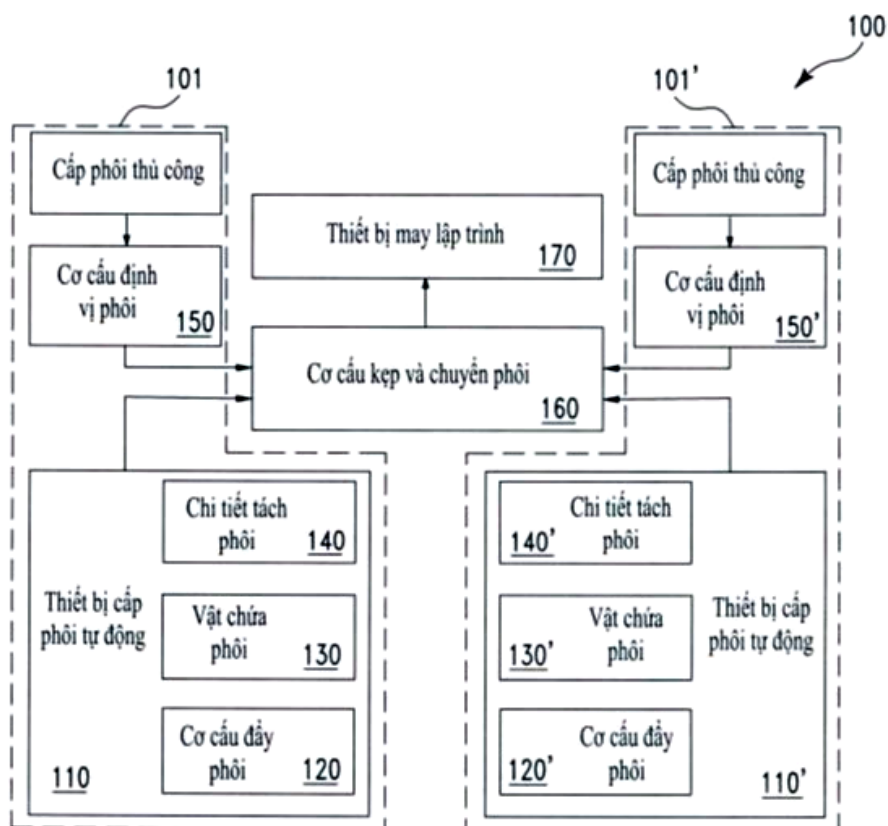 100
101
101'
Cấp phôi thủ công
Cấp phôi thủ công
Thiết bị may lập trình
170
Cơ cấu định
vị phôi
150
Cơ cấu định
vị phôi
150'
Cơ cấu kẹp và chuyển phôi
160
Chi tiết tách
phôi
140
Chi tiết tách
phôi
140'
Thiết bị cấp
phôi tự động
Vật chứa
phôi
130
Vật chứa
phôi
130'
Thiết bị cấp
phôi tự động
Cơ cấu đẩy
phôi
120
110
Cơ cấu đẩy
phôi
120'
110'